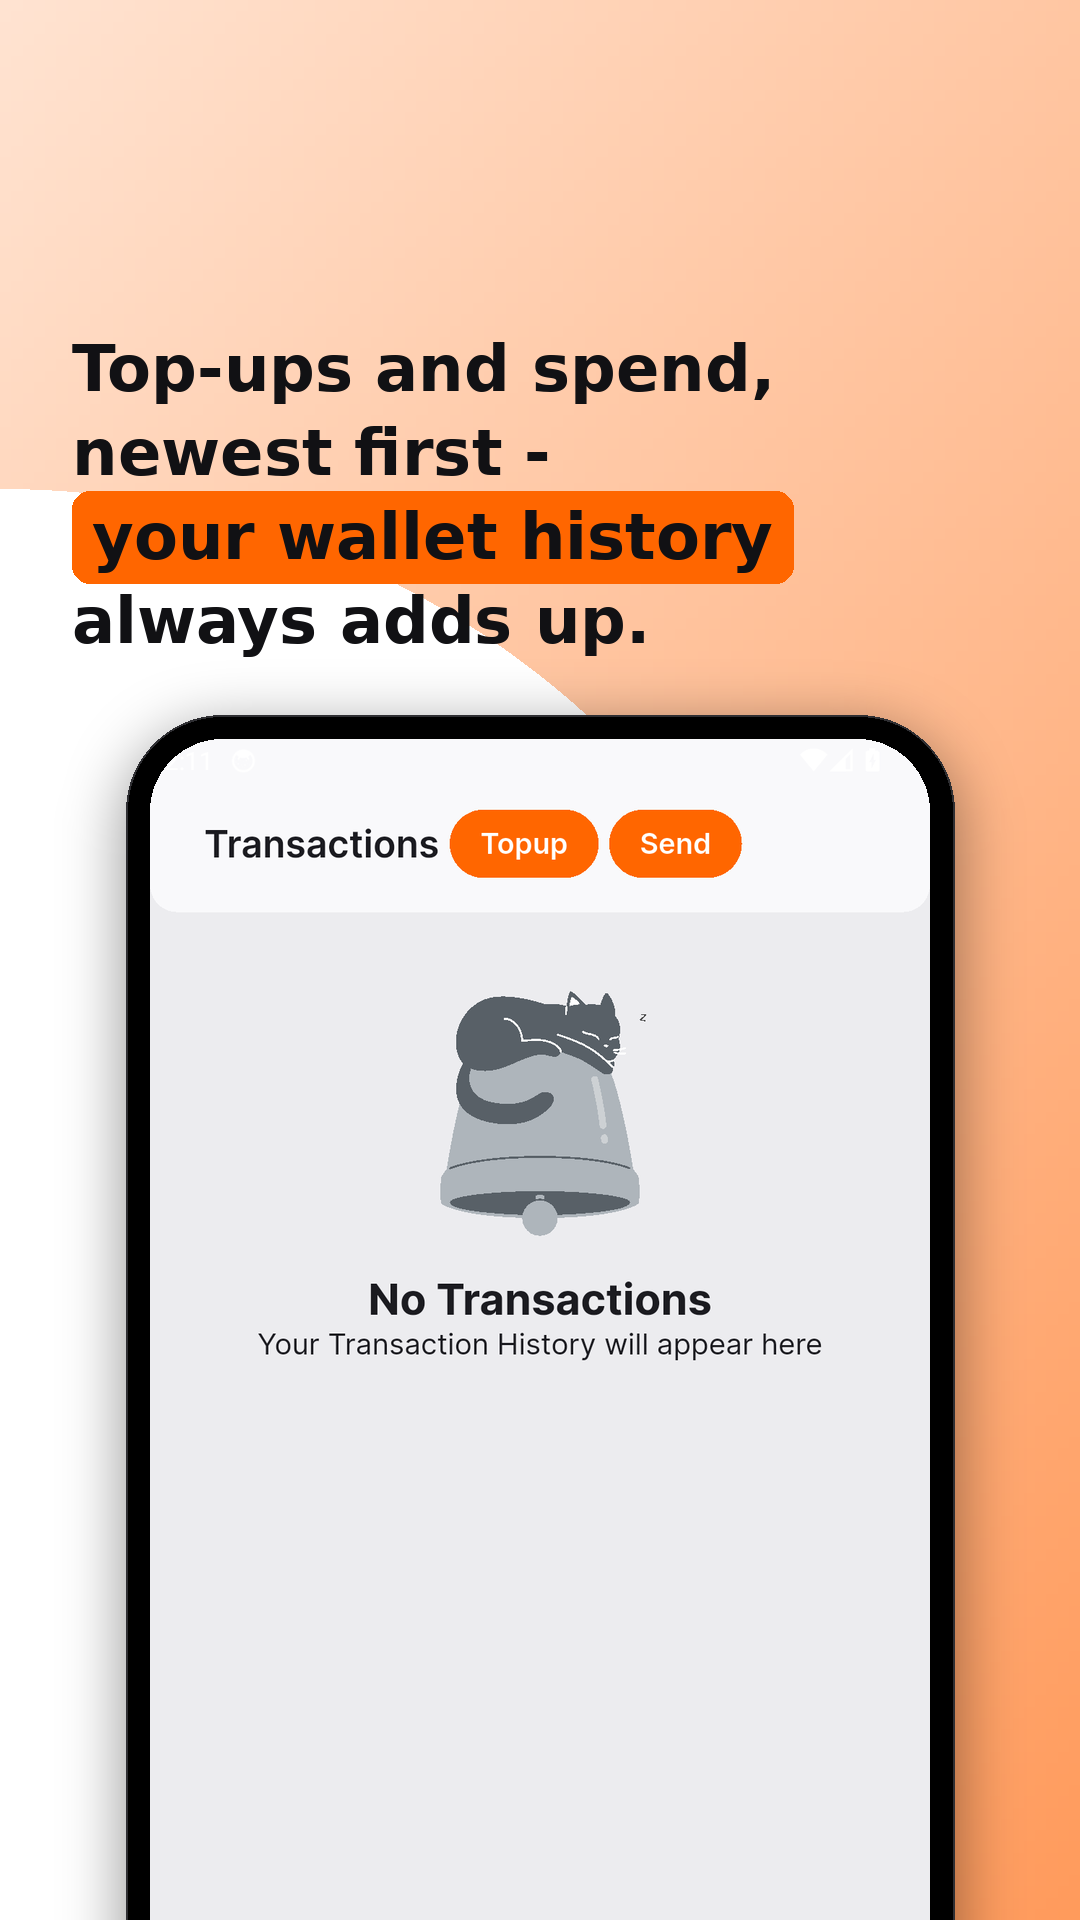 Top-ups and spend,
newest first -
your wallet history
always adds up.
Transactions Topup Send
z
No Transactions
Your Transaction History will appear here